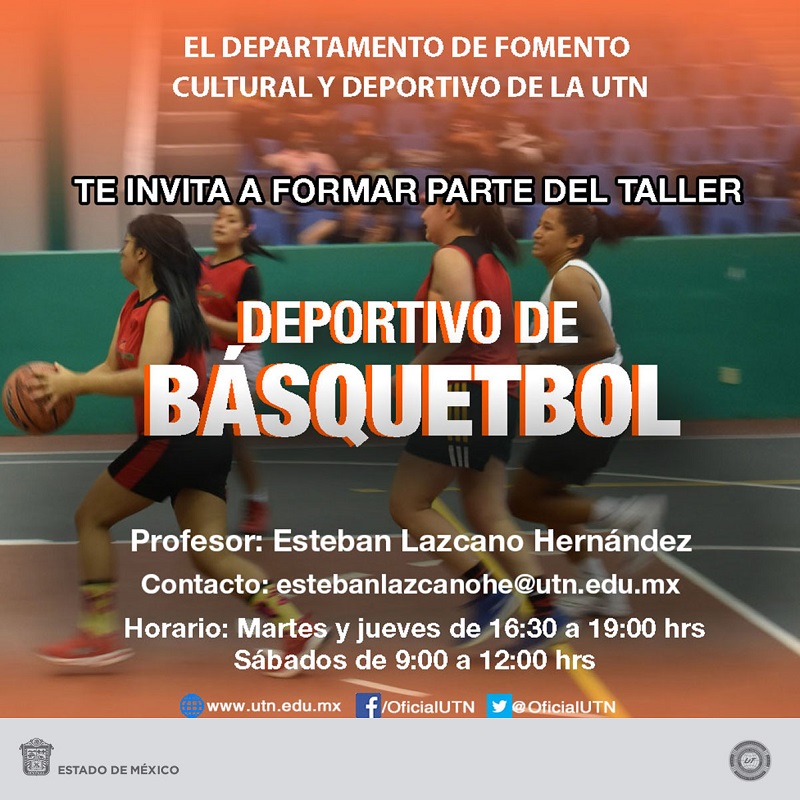 EL DEPARTAMENTO DE FOMENTO
CULTURAL Y DEPORTIVO DE LA UTN
TE INVITA A FORMAR PARTE DEL TALLER
DEPORTIVO DE
BÁSQUETBOL
Profesor: Esteban Lazcano Hernández
Contacto: estebanlazcanohe@utn.edu.mx
Horario: Martes y jueves de 16:30 a 19:00 hrs
Sábados de 9:00 a 12:00 hrs
www.utn.edu.mx /OficialUTN @OficialUTN
ESTADO DE MÉXICO